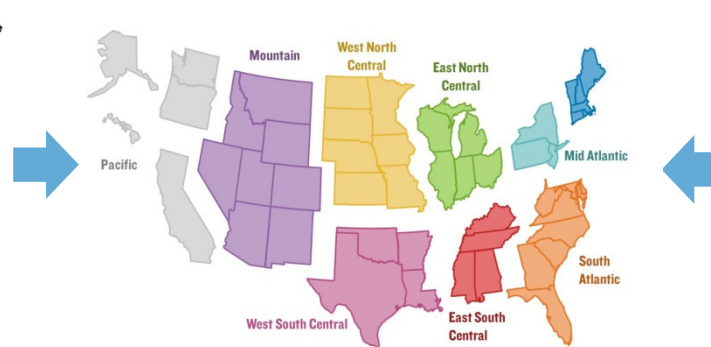 Mountain
West North
Central
East North
Central
Pacific
Mid Atlantic
South
Atlantic
West South Central
East South
Central